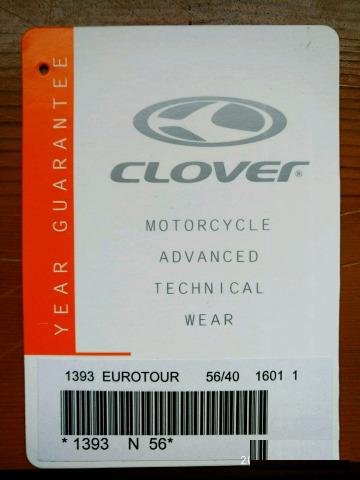 YEAR GUARANTEE
CLOVER®
MOTORCYCLE
ADVANCED
TECHNICAL
WEAR
1393 EUROTOUR 56/40 1601 1
*1393 N 56*